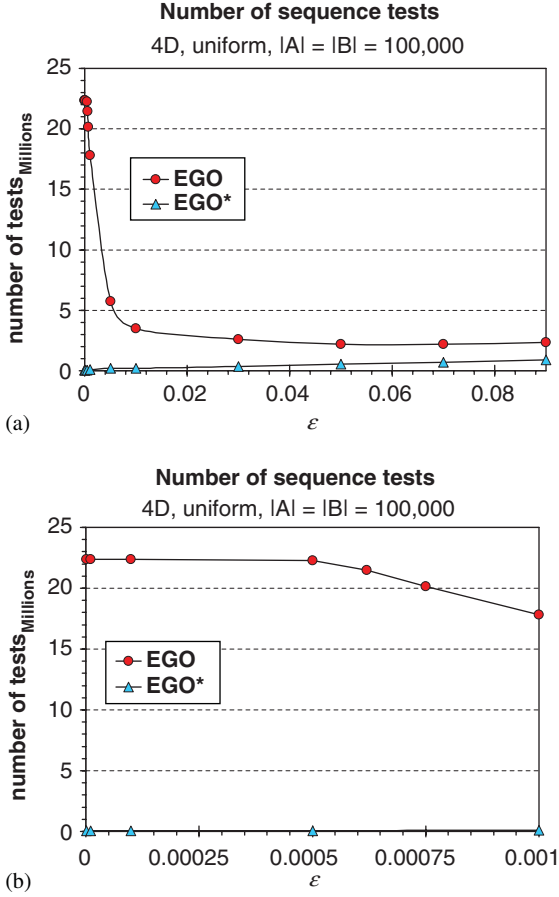 Number of sequence tests
4D, uniform, |A| = |B| = 100,000
number of tests Millions
25
20
15
10
5
0
EGO
EGO*
0
0.02
0.04
0.06
0.08
ε
(a)
Number of sequence tests
4D, uniform, |A| = |B| = 100,000
number of tests Millions
25
20
15
10
5
0
EGO
EGO*
0
0.00025
0.0005
0.00075
0.001
ε
(b)